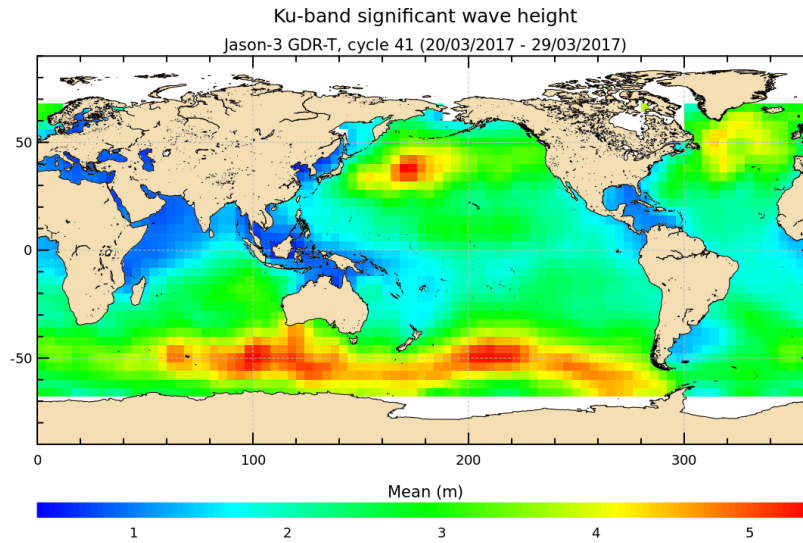 Ku-band significant wave height
Jason-3 GDR-T, cycle 41 (20/03/2017 - 29/03/2017)
50
0
-50
0 100 200 300
Mean (m)
1 2 3 4 5